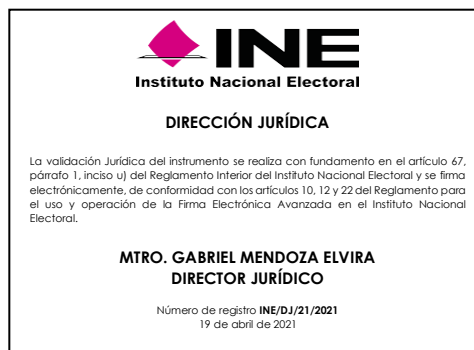 INE
Instituto Nacional Electoral
DIRECCIÓN JURÍDICA
La validación Jurídica del instrumento se realiza con fundamento en el artículo 67,
párrafo 1, inciso u) del Reglamento Interior del Instituto Nacional Electoral y se firma
electrónicamente, de conformidad con los artículos 10, 12 y 22 del Reglamento para
el uso y operación de la Firma Electrónica Avanzada en el Instituto Nacional
Electoral.
MTRO. GABRIEL MENDOZA ELVIRA
DIRECTOR JURÍDICO
Número de registro INE/DJ/21/2021
19 de abril de 2021